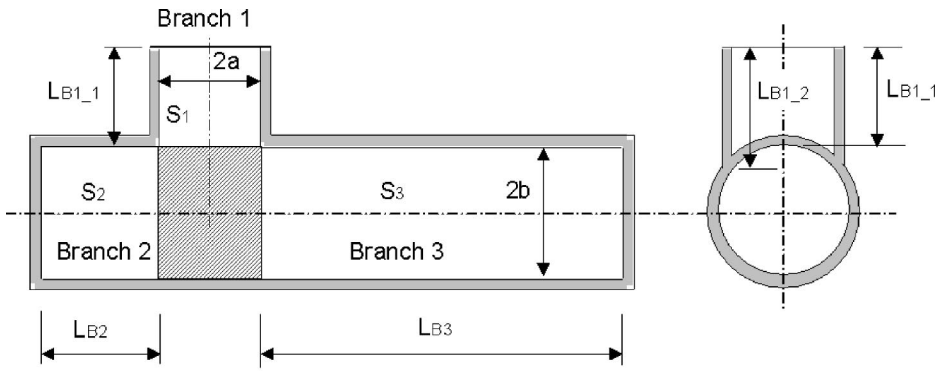 Branch 1
2a
LB1_1
S1
LB1_2
LB1_1
S2
S3
2b
Branch 2
Branch 3
LB2
LB3